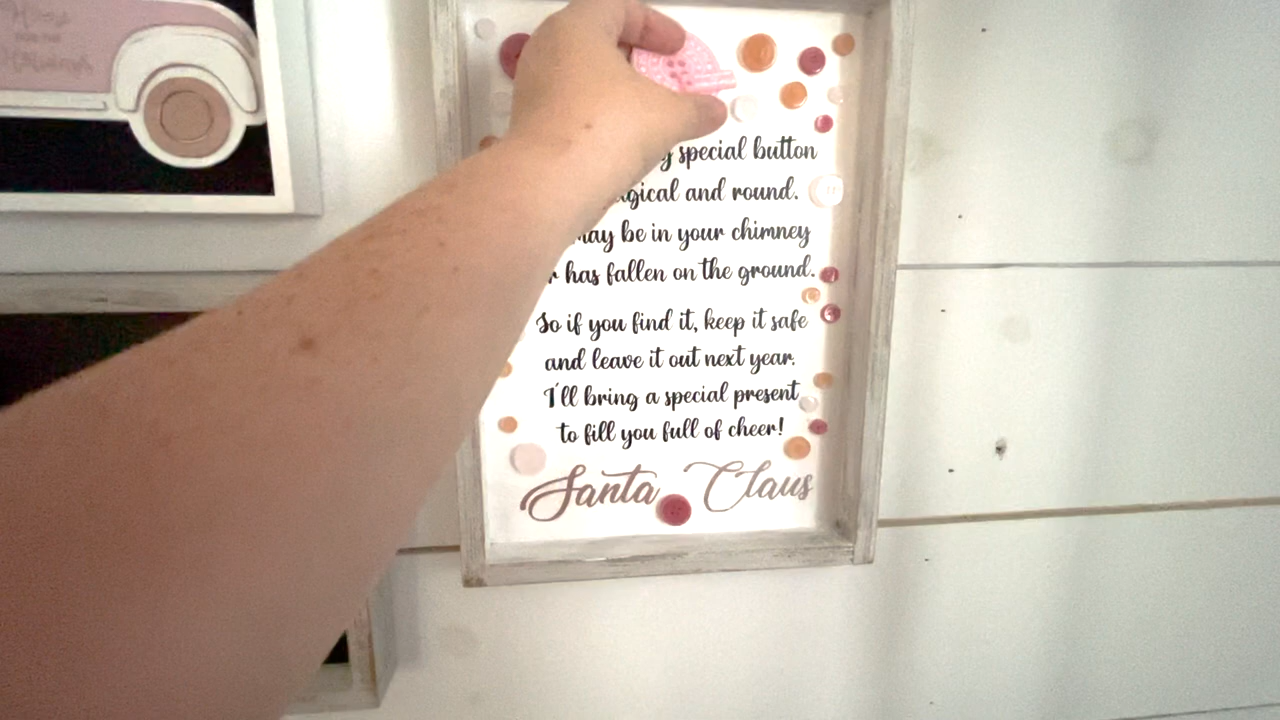 special button
and round.
may be in your chimney
has fallen on the ground.
So if you find it, keep it safe
and leave it out next year.
I'll bring a special present
to fill you full of cheer!
Santa Claus